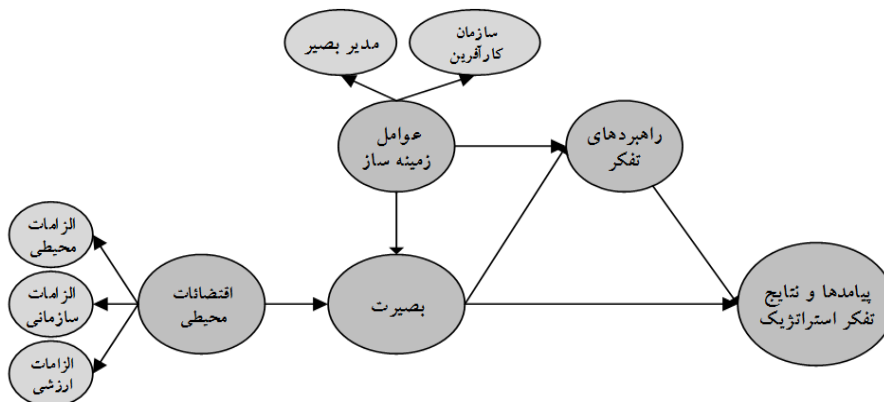 سازمان
کارآفرین
مدیر بصیر
عوامل
زمینه ساز
راهبردهای
تفکر
الزامات
محیطی
اقتضائات
محیطی
بصیرت
پیامدها و نتایج
تفکر استراتژیک
الزامات
سازمانی
الزامات
ارزشی